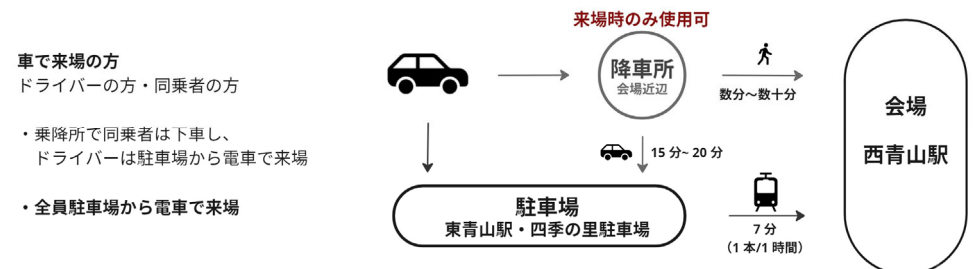 車で来場の方
ドライバーの方・同乗者の方
・乗降所で同乗者は下車し、
ドライバーは駐車場から電車で来場
・全員駐車場から電車で来場
来場時のみ使用可
降車所
会場近辺
数分〜数十分
15 分~ 20 分
駐車場
東青山駅・四季の里駐車場
7 分
（1 本/1 時間）
会場
西青山駅